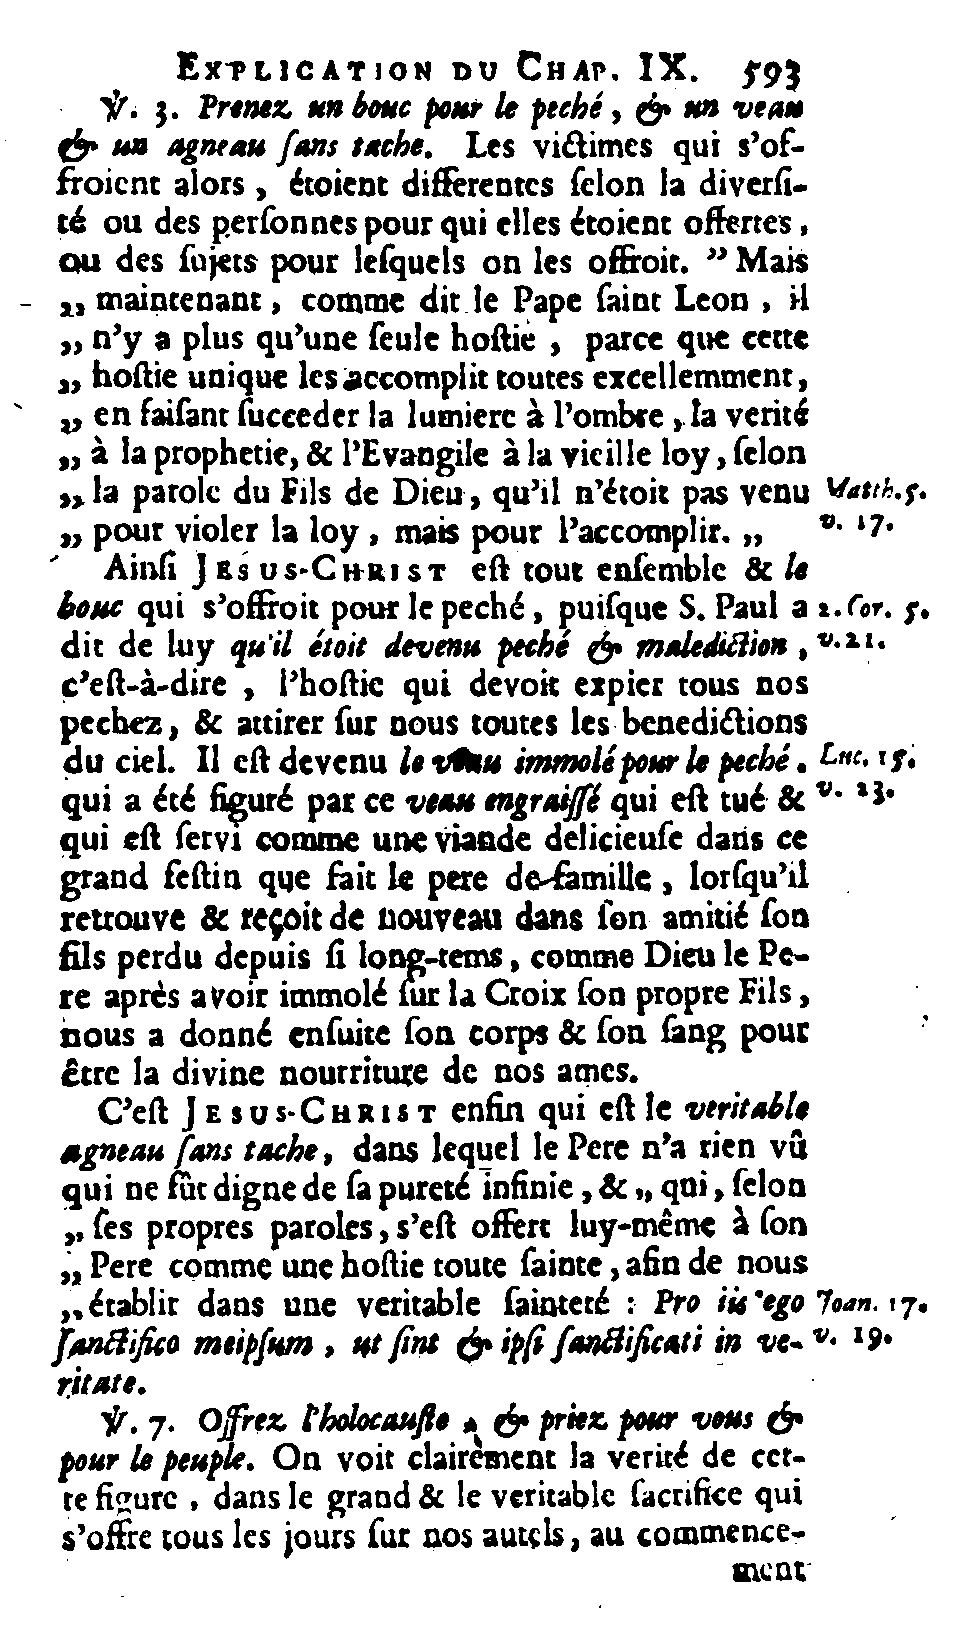 EXPLICATION DU CHAP. IX. 593
℣. 3. Prenez un bouc pour le peché, & un veau
& un agneau ſans tache. Les victimes qui s'of-
froient alors, étoient differentes ſelon la diverſi-
té ou des perſonnes pour qui elles étoient offertes,
ou des ſujets pour leſquels on les offroit. ” Mais
„ maintenant, comme dit le Pape ſaint Leon, il
„ n'y a plus qu'une ſeule hoſtie, parce que cette
„ hoſtie unique les accomplit toutes excellemment,
„ en faiſant ſucceder la lumiere à l'ombre, la verité
„ à la prophetie, & l'Evangile à la vieille loy, ſelon
„ la parole du Fils de Dieu, qu'il n'étoit pas venu Matth. 5.
„ pour violer la loy, mais pour l'accomplir. „ v. 17.
Ainſi JESUS-CHRIST eſt tout enſemble & le
bouc qui s'offroit pour le peché, puiſque S. Paul a 2. Cor. 5.
dit de luy qu'il étoit devenu peché & malediction, v. 21.
c'eſt-à-dire, l'hoſtie qui devoit expier tous nos
pechez, & attirer ſur nous toutes les benedictions
du ciel. Il eſt devenu le veau immolé pour le peché. Luc. 15.
qui a été figuré par ce veau engraiſſé qui eſt tué & v. 23.
qui eſt ſervi comme une viande délicieuſe dans ce
grand feſtin que fait le pere de famille, lorſqu'il
retrouve & reçoit de nouveau dans ſon amitié ſon
fils perdu depuis ſi long-tems, comme Dieu le Pe-
re après avoir immolé ſur la Croix ſon propre Fils,
nous a donné enſuite ſon corps & ſon ſang pour
être la divine nourriture de nos ames.
C'eſt JESUS-CHRIST enfin qui eſt le veritable
agneau ſans tache, dans lequel le Pere n'a rien vû
qui ne fût digne de ſa pureté infinie, & „ qui, ſelon
„ ſes propres paroles, s'eſt offert luy-même à ſon
„ Pere comme une hoſtie toute ſainte, afin de nous
„ établir dans une veritable ſainteté : Pro iis ego Joan. 17.
ſanctifico meipſum, ut ſint & ipſi ſanctificati in ve- v. 19.
ritate.
℣. 7. Offrez l'holocauſte, & priez pour vous &
pour le peuple. On voit clairement la verité de cet-
te figure, dans le grand & le veritable ſacrifice qui
s'offre tous les jours ſur nos autels, au commence-
ment